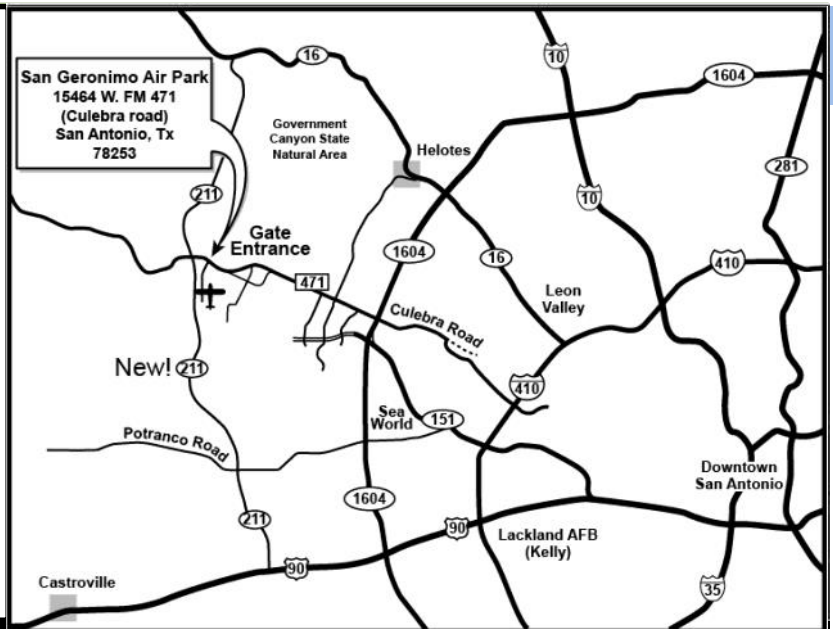 San Geronimo Air Park
15464 W. FM 471
(Culebra road)
San Antonio, Tx
78253
16
10
1604
Government
Canyon State
Natural Area
Helotes
281
211
10
Gate
Entrance
1604
16
410
471
Leon
Valley
Culebra Road
New!
211
410
Sea
World
151
Potranco Road
Downtown
San Antonio
1604
211
90
Lackland AFB
(Kelly)
90
Castroville
35